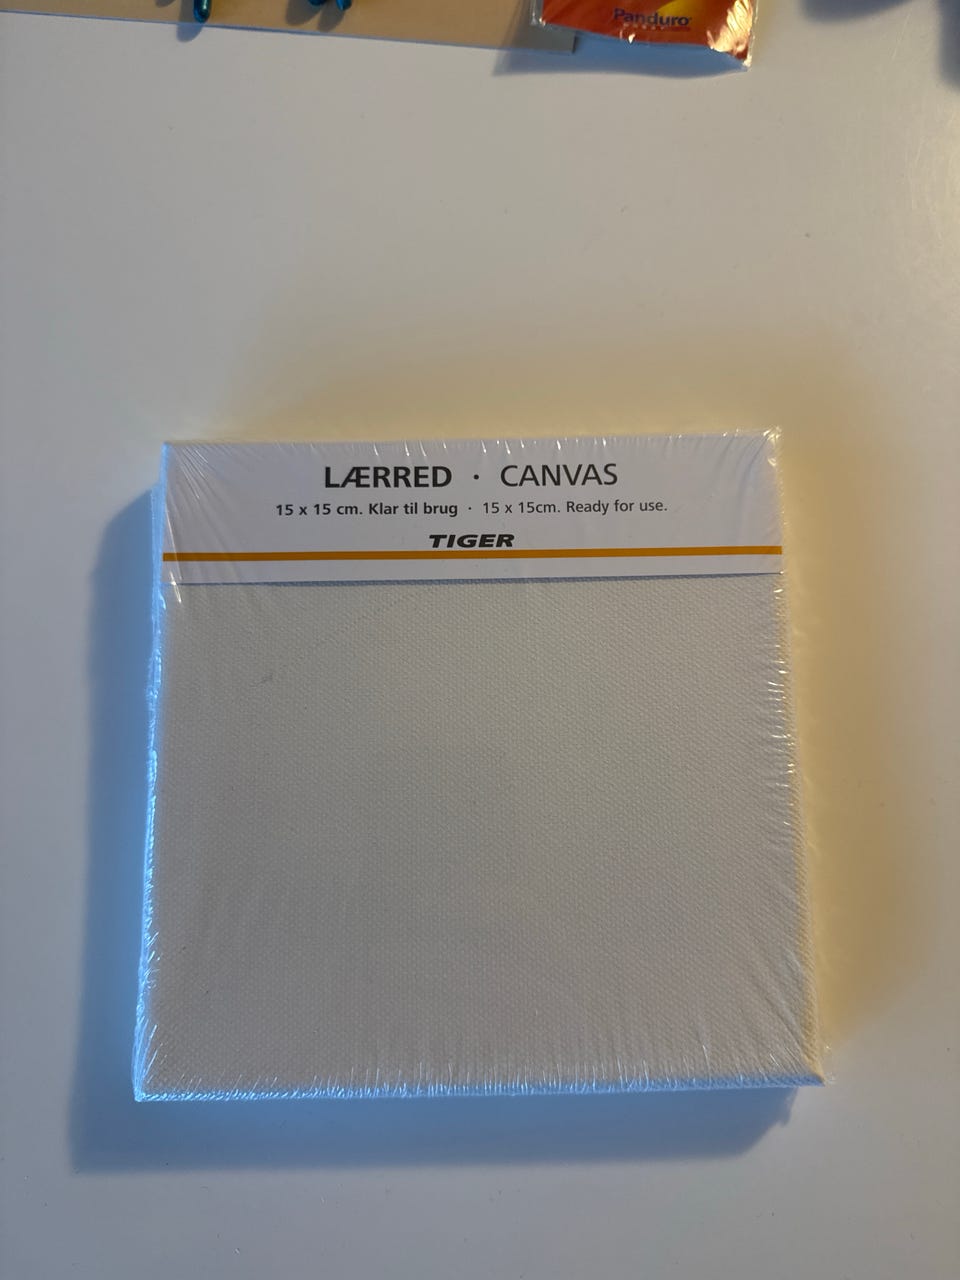 Panduro
LÆRRED · CANVAS
15 x 15 cm. Klar til brug · 15 x 15cm. Ready for use.
TIGER